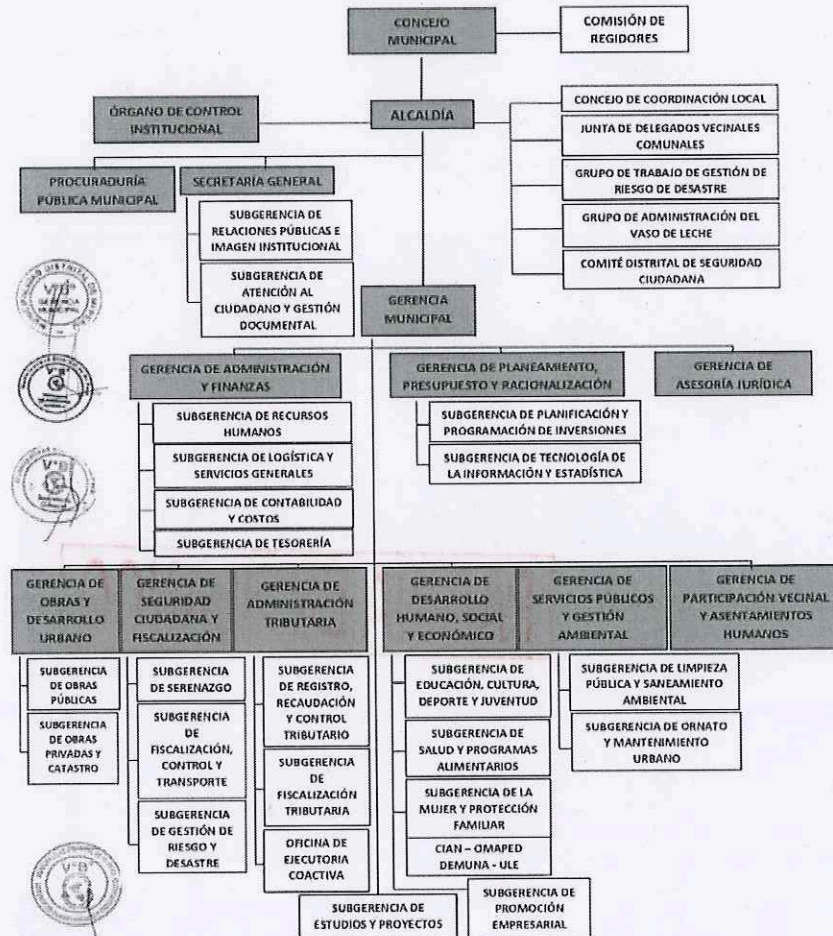 CONCEJO
MUNICIPAL
COMISIÓN DE
REGIDORES
ÓRGANO DE CONTROL
INSTITUCIONAL
ALCALDÍA
CONCEJO DE COORDINACIÓN LOCAL
JUNTA DE DELEGADOS VECINALES
COMUNALES
GRUPO DE TRABAJO DE GESTIÓN DE
RIESGO DE DESASTRE
GRUPO DE ADMINISTRACIÓN DEL
VASO DE LECHE
COMITÉ DISTRITAL DE SEGURIDAD
CIUDADANA
PROCURADURÍA
PÚBLICA MUNICIPAL
SECRETARÍA GENERAL
SUBGERENCIA DE
RELACIONES PÚBLICAS E
IMAGEN INSTITUCIONAL
SUBGERENCIA DE
ATENCIÓN AL
CIUDADANO Y GESTIÓN
DOCUMENTAL
GERENCIA
MUNICIPAL
V°B°
GERENCIA
MUNICIPAL
GERENCIA DE ADMINISTRACIÓN
Y FINANZAS
GERENCIA DE PLANEAMIENTO,
PRESUPUESTO Y RACIONALIZACIÓN
GERENCIA DE
ASESORÍA JURÍDICA
V°B°
SUBGERENCIA DE RECURSOS
HUMANOS
SUBGERENCIA DE LOGÍSTICA Y
SERVICIOS GENERALES
SUBGERENCIA DE CONTABILIDAD
Y COSTOS
SUBGERENCIA DE TESORERÍA
SUBGERENCIA DE PLANIFICACIÓN Y
PROGRAMACIÓN DE INVERSIONES
SUBGERENCIA DE TECNOLOGÍA DE
LA INFORMACIÓN Y ESTADÍSTICA
V°B°
GERENCIA DE
OBRAS Y
DESARROLLO
URBANO
GERENCIA DE
SEGURIDAD
CIUDADANA Y
FISCALIZACIÓN
GERENCIA DE
ADMINISTRACIÓN
TRIBUTARIA
GERENCIA DE
DESARROLLO
HUMANO, SOCIAL
Y ECONÓMICO
GERENCIA DE
SERVICIOS PÚBLICOS
Y GESTIÓN
AMBIENTAL
GERENCIA DE
PARTICIPACIÓN VECINAL
Y ASENTAMIENTOS
HUMANOS
SUBGERENCIA
DE OBRAS
PÚBLICAS
SUBGERENCIA
DE OBRAS
PRIVADAS Y
CATASTRO
SUBGERENCIA
DE SERENAZGO
SUBGERENCIA
DE
FISCALIZACIÓN,
CONTROL Y
TRANSPORTE
SUBGERENCIA
DE GESTIÓN DE
RIESGO Y
DESASTRE
SUBGERENCIA
DE REGISTRO,
RECAUDACIÓN
Y CONTROL
TRIBUTARIO
SUBGERENCIA
DE
FISCALIZACIÓN
TRIBUTARIA
OFICINA DE
EJECUTORIA
COACTIVA
SUBGERENCIA DE
EDUCACIÓN, CULTURA,
DEPORTE Y JUVENTUD
SUBGERENCIA DE
SALUD Y PROGRAMAS
ALIMENTARIOS
SUBGERENCIA DE LA
MUJER Y PROTECCIÓN
FAMILIAR
CIAN – OMAPED
DEMUNA - ULE
SUBGERENCIA DE LIMPIEZA
PÚBLICA Y SANEAMIENTO
AMBIENTAL
SUBGERENCIA DE ORNATO
Y MANTENIMIENTO
URBANO
V°B°
SUBGERENCIA DE
ESTUDIOS Y PROYECTOS
SUBGERENCIA DE
PROMOCIÓN
EMPRESARIAL